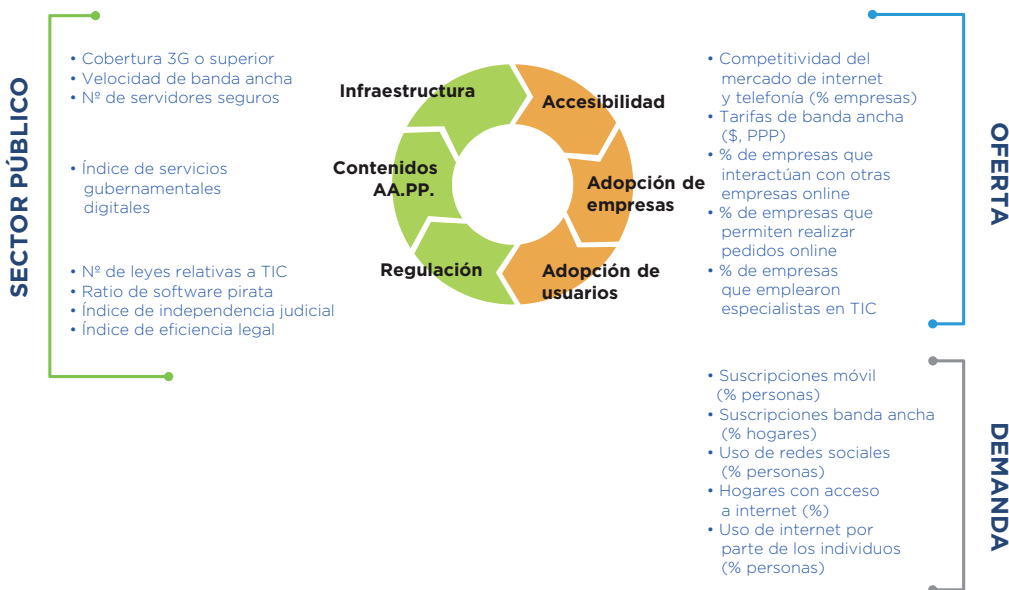 SECTOR PÚBLICO
• Cobertura 3G o superior
• Velocidad de banda ancha
• Nº de servidores seguros
• Índice de servicios
gubernamentales
digitales
• Nº de leyes relativas a TIC
• Ratio de software pirata
• Índice de independencia judicial
• Índice de eficiencia legal
Infraestructura
Contenidos
AA.PP.
Regulación
Accesibilidad
Adopción de
empresas
Adopción de
usuarios
• Competitividad del
mercado de internet
y telefonía (% empresas)
• Tarifas de banda ancha
($, PPP)
• % de empresas que
interactúan con otras
empresas online
• % de empresas que
permiten realizar
pedidos online
• % de empresas
que emplearon
especialistas en TIC
OFERTA
• Suscripciones móvil
(% personas)
• Suscripciones banda ancha
(% hogares)
• Uso de redes sociales
(% personas)
• Hogares con acceso
a internet (%)
• Uso de internet por
parte de los individuos
(% personas)
DEMANDA